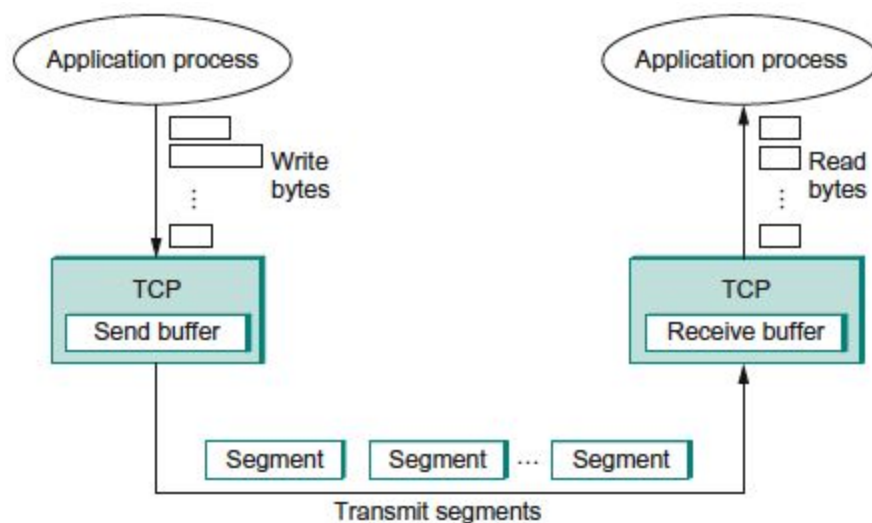 Application process
Application process
Write
bytes
⋮
Read
bytes
⋮
TCP
Send buffer
TCP
Receive buffer
Segment
Segment
...
Segment
Transmit segments